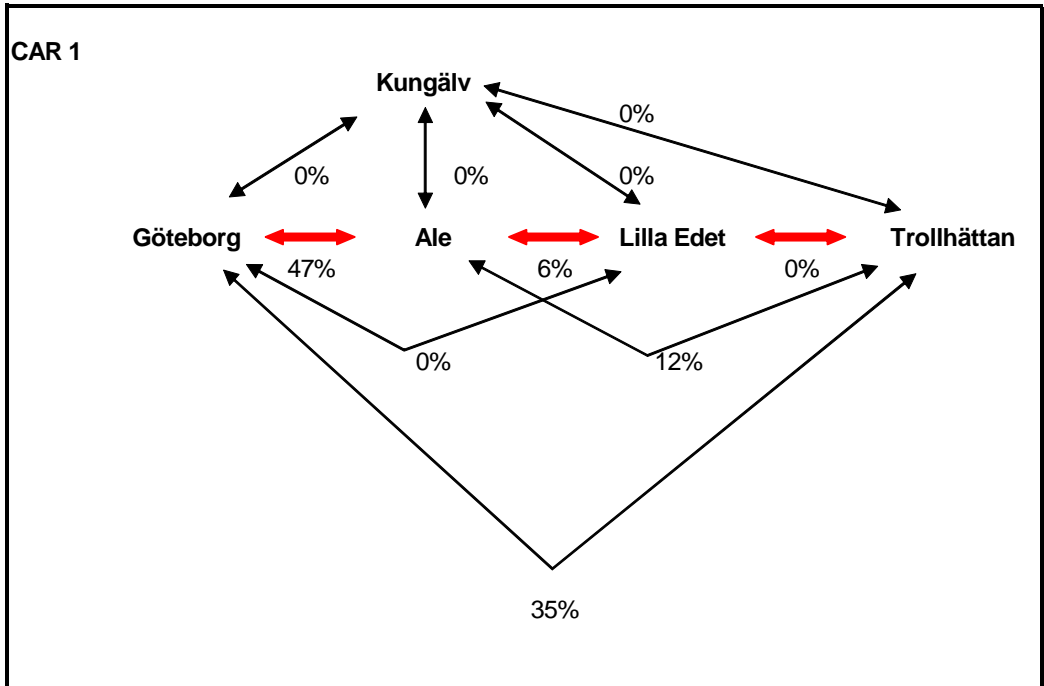 CAR 1
Kungälv
0%
0% 0% 0%
Göteborg Ale Lilla Edet Trollhättan
47% 6% 0%
0% 12%
35%